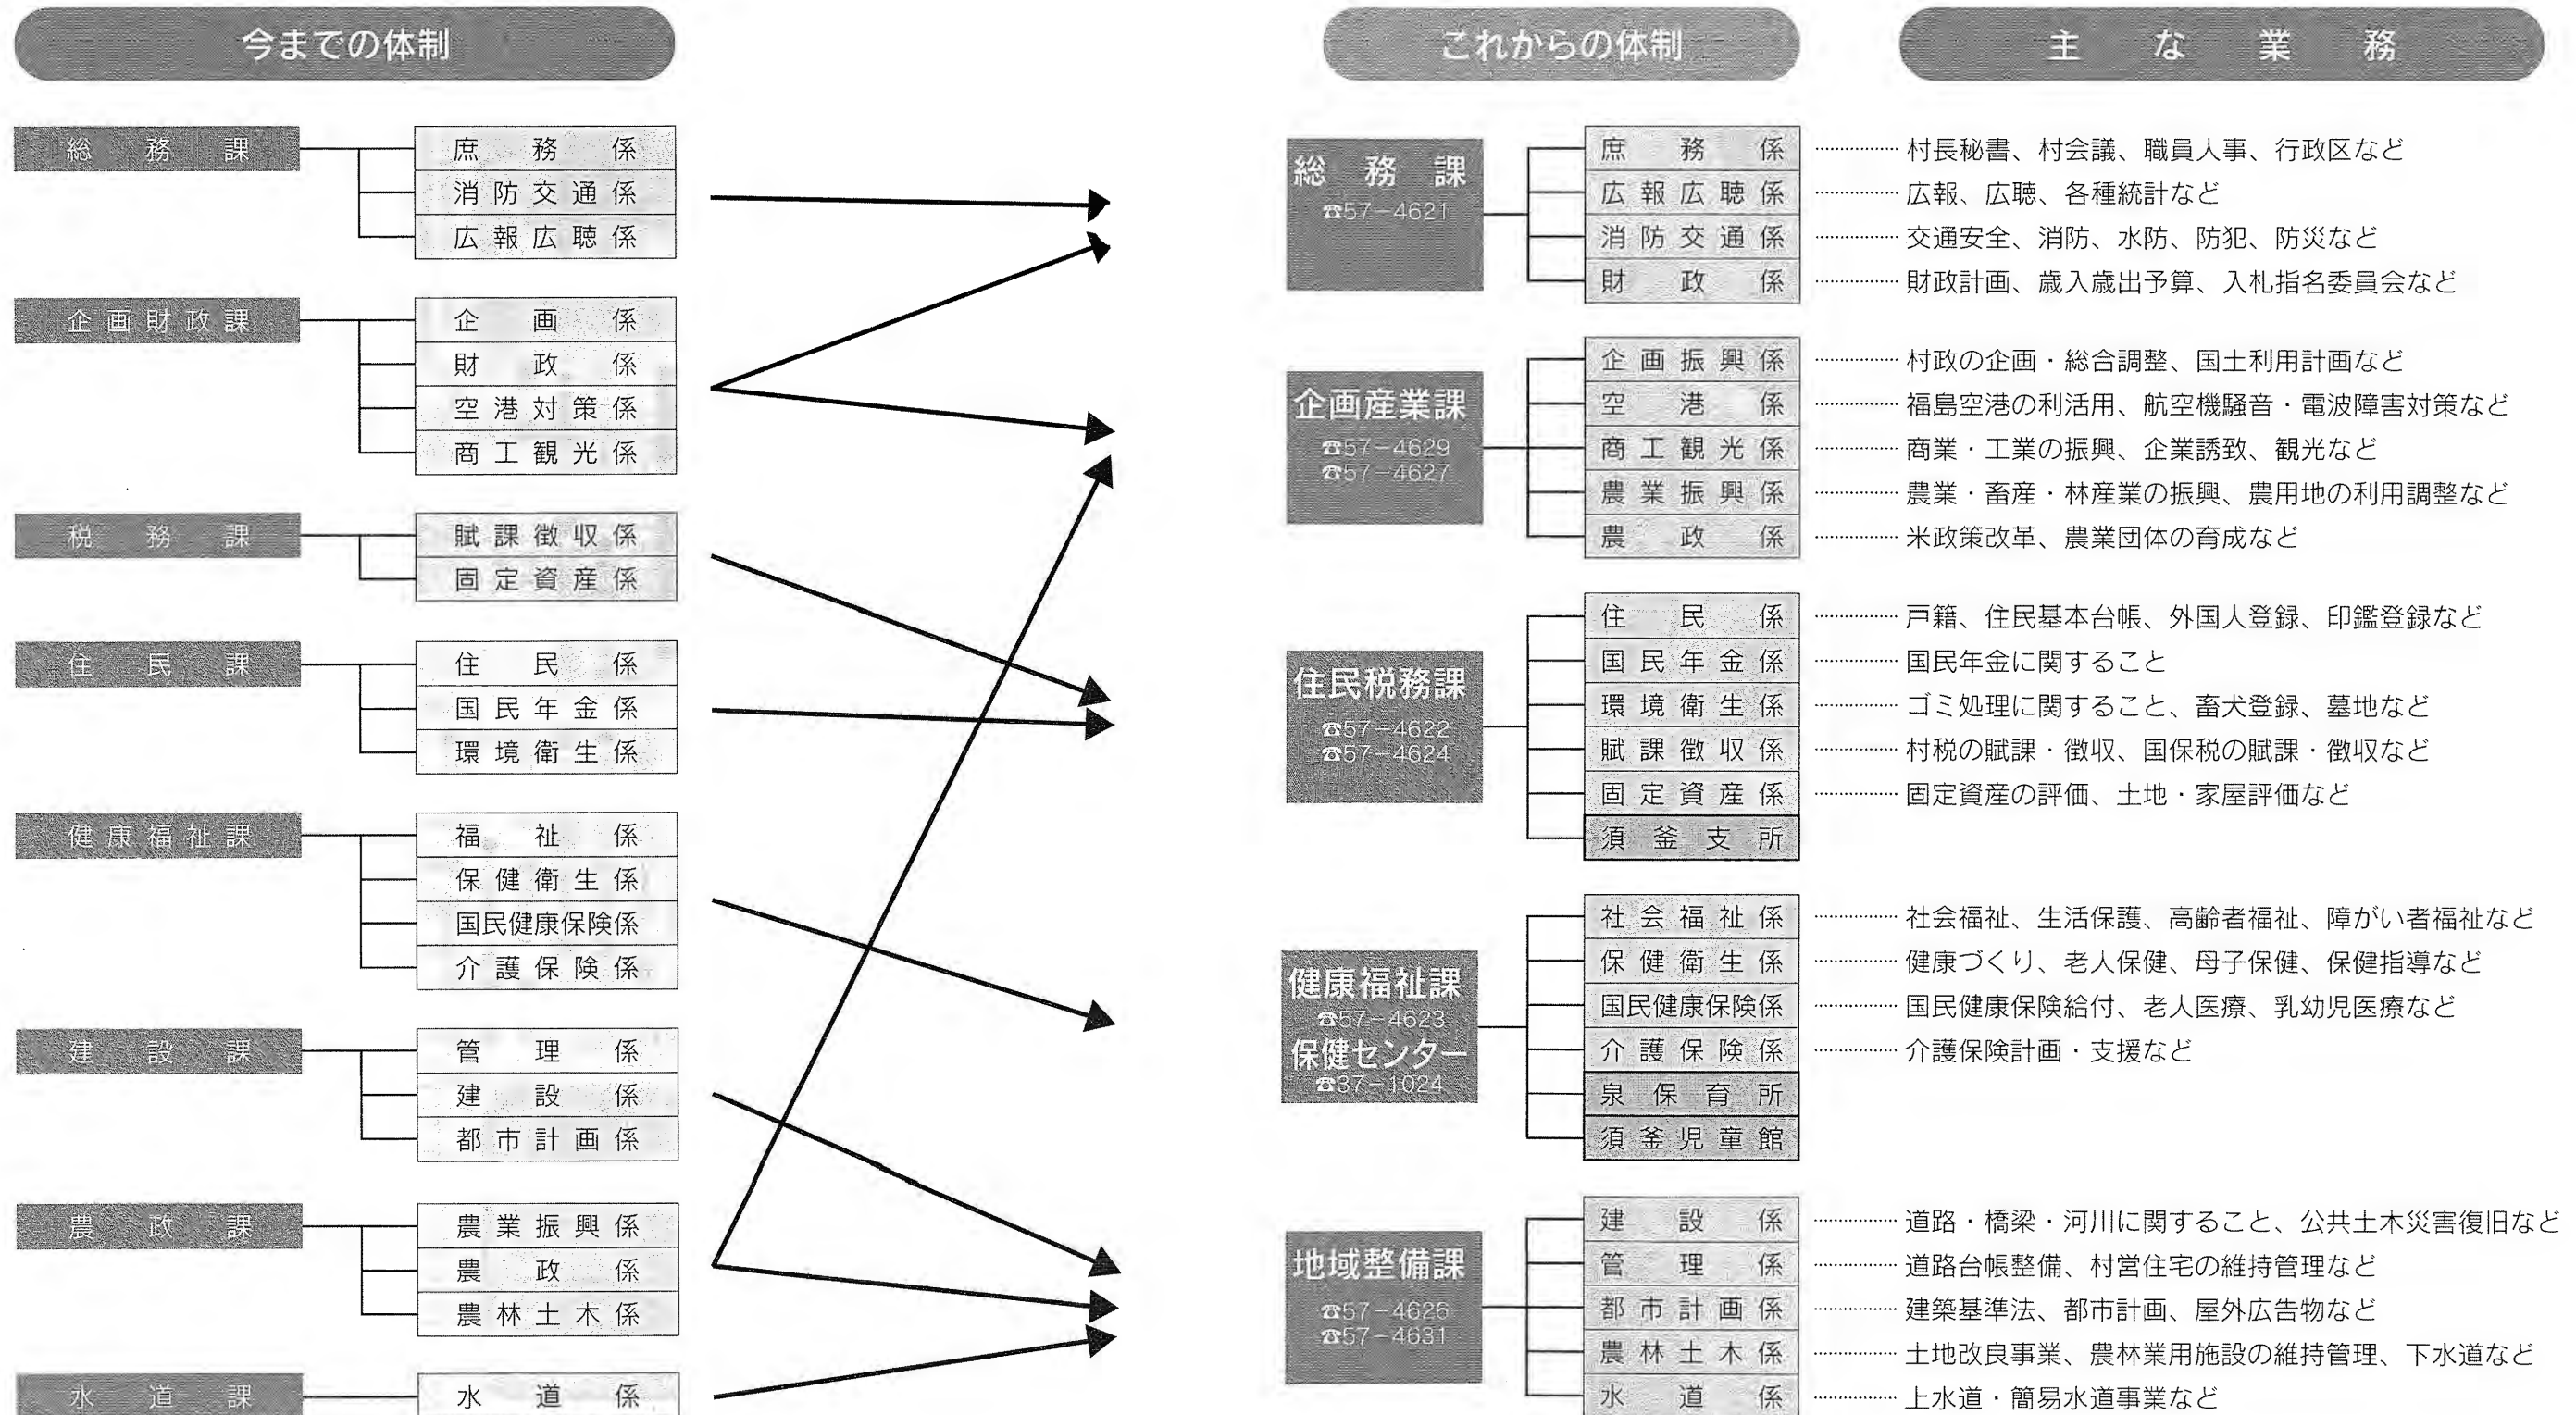 今までの体制
総務課
庶務係
消防交通係
広報広聴係
企画財政課
企画係
財政係
空港対策係
商工観光係
税務課
賦課徴収係
固定資産係
住民課
住民係
国民年金係
環境衛生係
健康福祉課
福祉係
保健衛生係
国民健康保険係
介護保険係
建設課
管理係
建設係
都市計画係
農政課
農業振興係
農政係
農林土木係
水道課
水道係
これからの体制
主な業務
総務課
☎57-4621
庶務係 村長秘書、村会議、職員人事、行政区など
広報広聴係 広報、広聴、各種統計など
消防交通係 交通安全、消防、水防、防犯、防災など
財政係 財政計画、歳入歳出予算、入札指名委員会など
企画産業課
☎57-4629
☎57-4627
企画振興係 村政の企画・総合調整、国土利用計画など
空港係 福島空港の利活用、航空機騒音・電波障害対策など
商工観光係 商業・工業の振興、企業誘致、観光など
農業振興係 農業・畜産・林産業の振興、農用地の利用調整など
農政係 米政策改革、農業団体の育成など
住民税務課
☎57-4622
☎57-4624
住民係 戸籍、住民基本台帳、外国人登録、印鑑登録など
国民年金係 国民年金に関すること
環境衛生係 ゴミ処理に関すること、畜犬登録、墓地など
賦課徴収係 村税の賦課・徴収、国保税の賦課・徴収など
固定資産係 固定資産の評価、土地・家屋評価など
須釜支所
健康福祉課
☎57-4623
保健センター
☎37-1024
社会福祉係 社会福祉、生活保護、高齢者福祉、障がい者福祉など
保健衛生係 健康づくり、老人保健、母子保健、保健指導など
国民健康保険係 国民健康保険給付、老人医療、乳幼児医療など
介護保険係 介護保険計画・支援など
泉保育所
須釜児童館
地域整備課
☎57-4626
☎57-4631
建設係 道路・橋梁・河川に関すること、公共土木災害復旧など
管理係 道路台帳整備、村営住宅の維持管理など
都市計画係 建築基準法、都市計画、屋外広告物など
農林土木係 土地改良事業、農林業用施設の維持管理、下水道など
水道係 上水道・簡易水道事業など